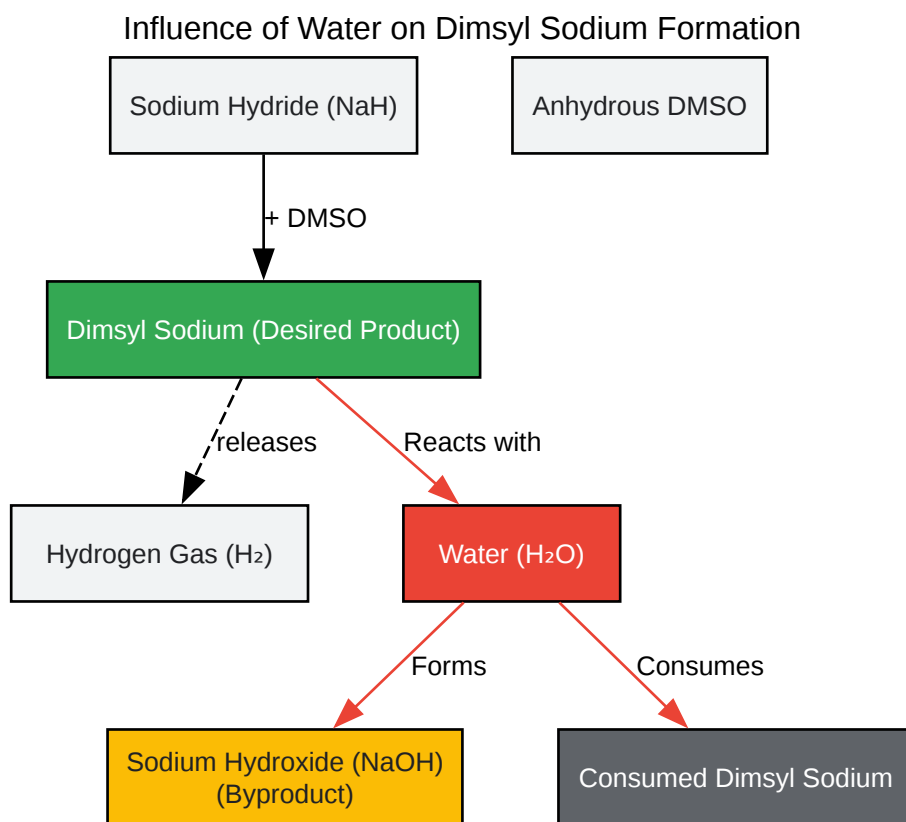 Influence of Water on Dimsyl Sodium Formation
Sodium Hydride (NaH)
Anhydrous DMSO
+ DMSO
Dimsyl Sodium (Desired Product)
releases
Reacts with
Hydrogen Gas (H₂)
Water (H₂O)
Forms
Consumes
Sodium Hydroxide (NaOH)
(Byproduct)
Consumed Dimsyl Sodium